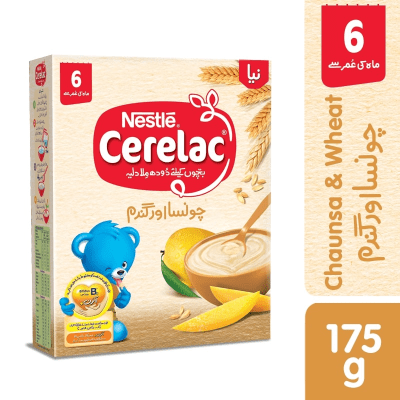 6
ماہ کی عمر سے
نیا
Nestlé
Cerelac
بچوں کیلئے دودھ ملا دلیہ
چونسا اور گندم
6
ماہ کی عمر سے
Chaunsa & Wheat
چونسا اور گندم
175
g